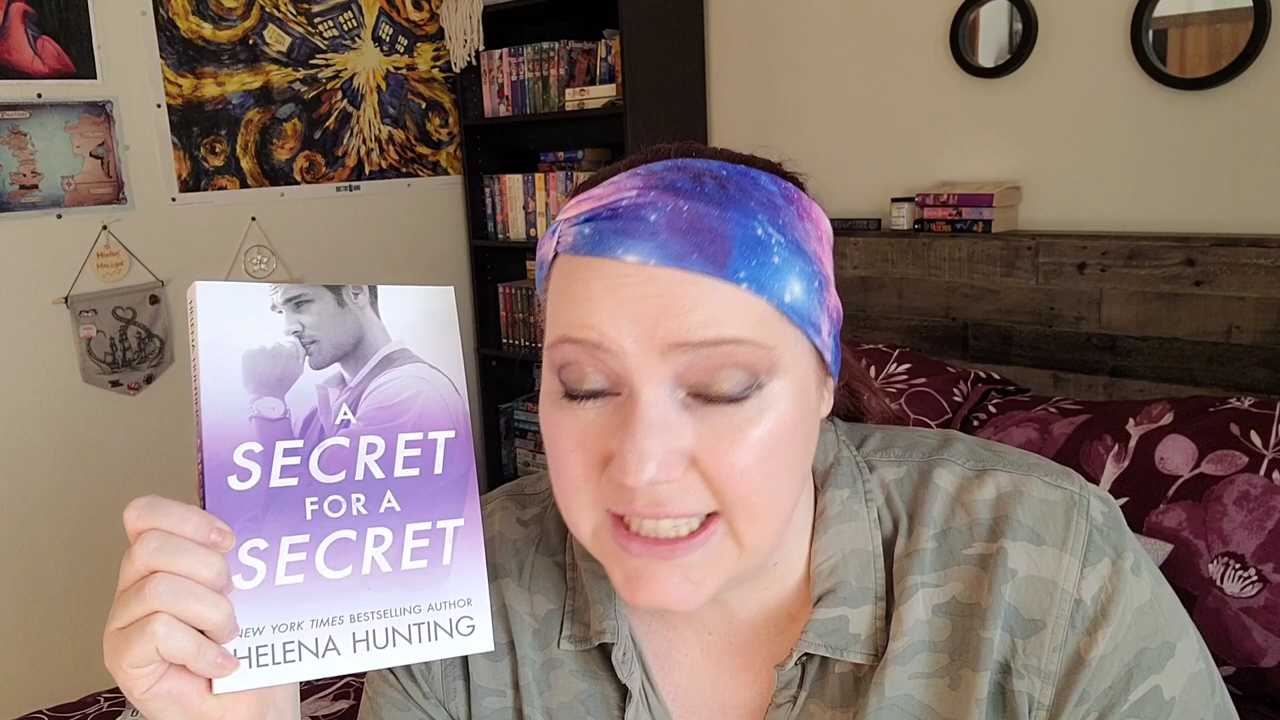 A
SECRET
FOR A
SECRET
NEW YORK TIMES BESTSELLING AUTHOR
HELENA HUNTING